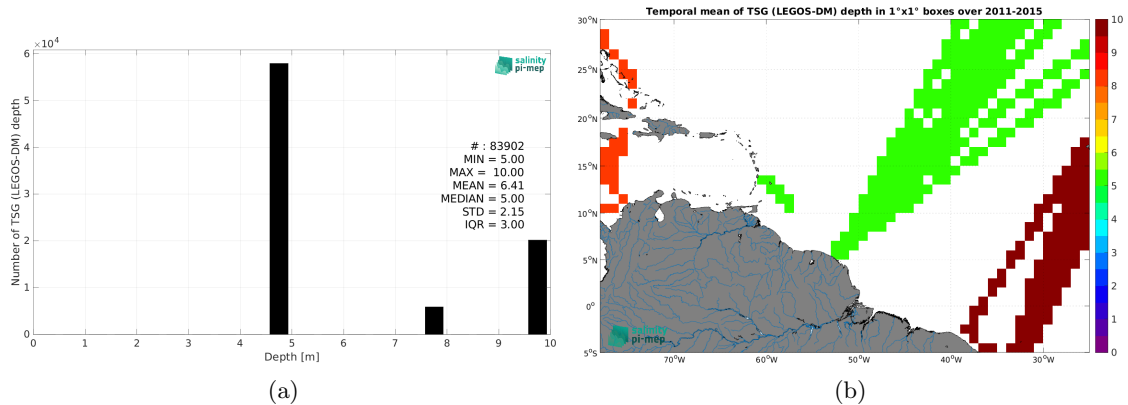 ×10⁴
6
5
4
3
2
1
0
Number of TSG (LEGOS-DM) depth
salinity
pi-mep
# : 83902
MIN = 5.00
MAX = 10.00
MEAN = 6.41
MEDIAN = 5.00
STD = 2.15
IQR = 3.00
0 1 2 3 4 5 6 7 8 9 10
Depth [m]
(a)
Temporal mean of TSG (LEGOS-DM) depth in 1°x1° boxes over 2011-2015
30°N
25°N
20°N
15°N
10°N
5°N
0°
5°S
70°W 60°W 50°W 40°W 30°W
salinity
pi-mep
10
9
8
7
6
5
4
3
2
1
0
(b)